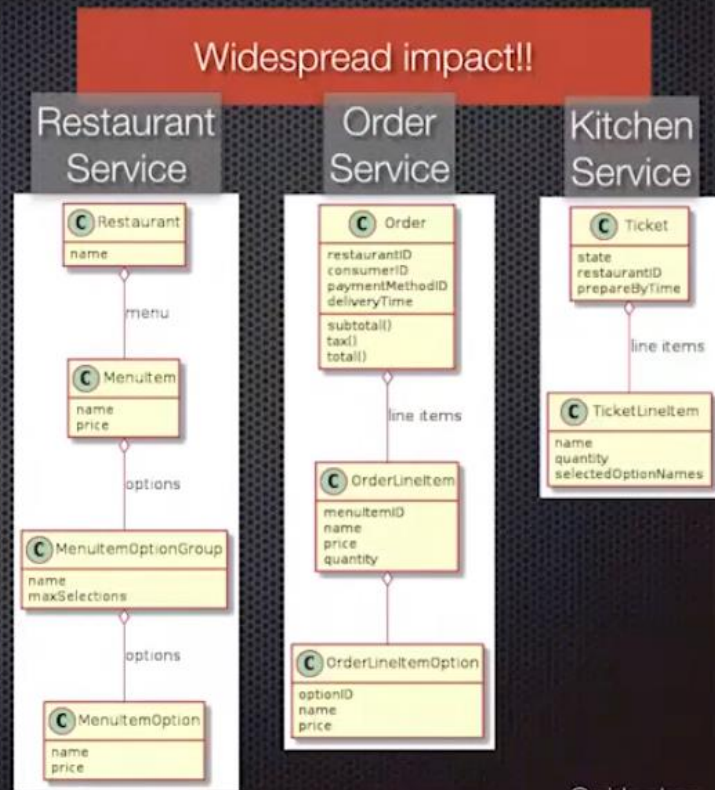 Widespread impact!!
Restaurant
Service
C Restaurant
name
menu
C MenuItem
name
price
options
C MenuItemOptionGroup
name
maxSelections
options
C MenuItemOption
name
price
Order
Service
C Order
restaurantID
consumerID
paymentMethodID
deliveryTime
subtotal()
tax()
total()
line items
C OrderLineItem
menuItemID
name
price
quantity
C OrderLineItemOption
optionID
name
price
Kitchen
Service
C Ticket
state
restaurantID
prepareByTime
line items
C TicketLineItem
name
quantity
selectedOptionNames